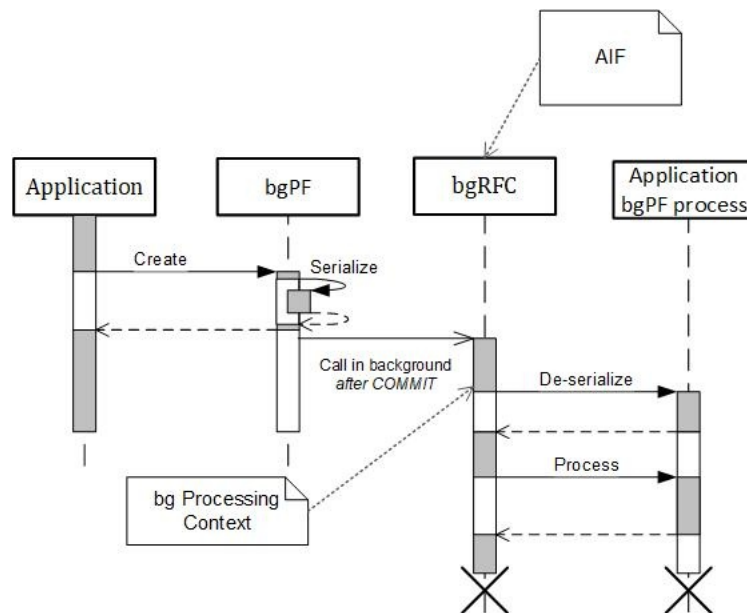 AIF
Application
bgPF
bgRFC
Application
bgPF process
Create
Serialize
Call in background
after COMMIT
De-serialize
Process
bg Processing
Context